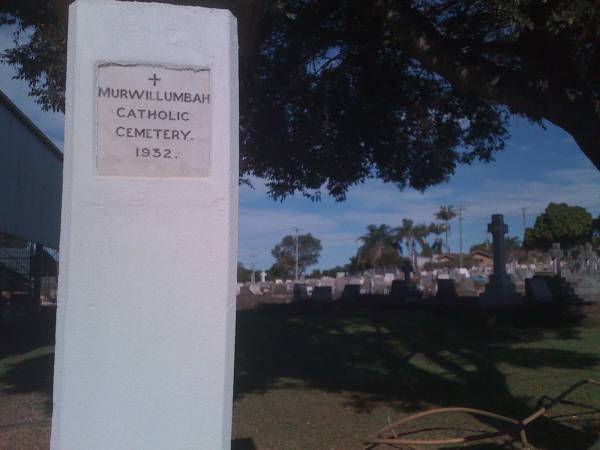 MURWILLUMBAH
CATHOLIC
CEMETERY.
1932.